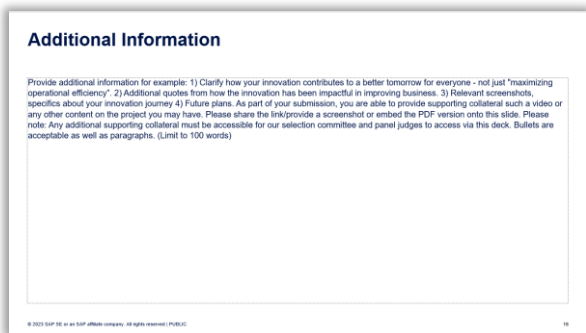 Additional Information
Provide additional information for example: 1) Clarify how your innovation contributes to a better tomorrow for everyone - not just "maximizing
operational efficiency". 2) Additional quotes from how the innovation has been impactful in improving business. 3) Relevant screenshots,
specifics about your innovation journey 4) Future plans. As part of your submission, you are able to provide supporting collateral such a video or
any other content on the project you may have. Please share the link/provide a screenshot or embed the PDF version onto this slide. Please
note: Any additional supporting collateral must be accessible for our selection committee and panel judges to access via this deck. Bullets are
acceptable as well as paragraphs. (Limit to 100 words)
© 2023 SAP SE or an SAP affiliate company. All rights reserved | PUBLIC
16